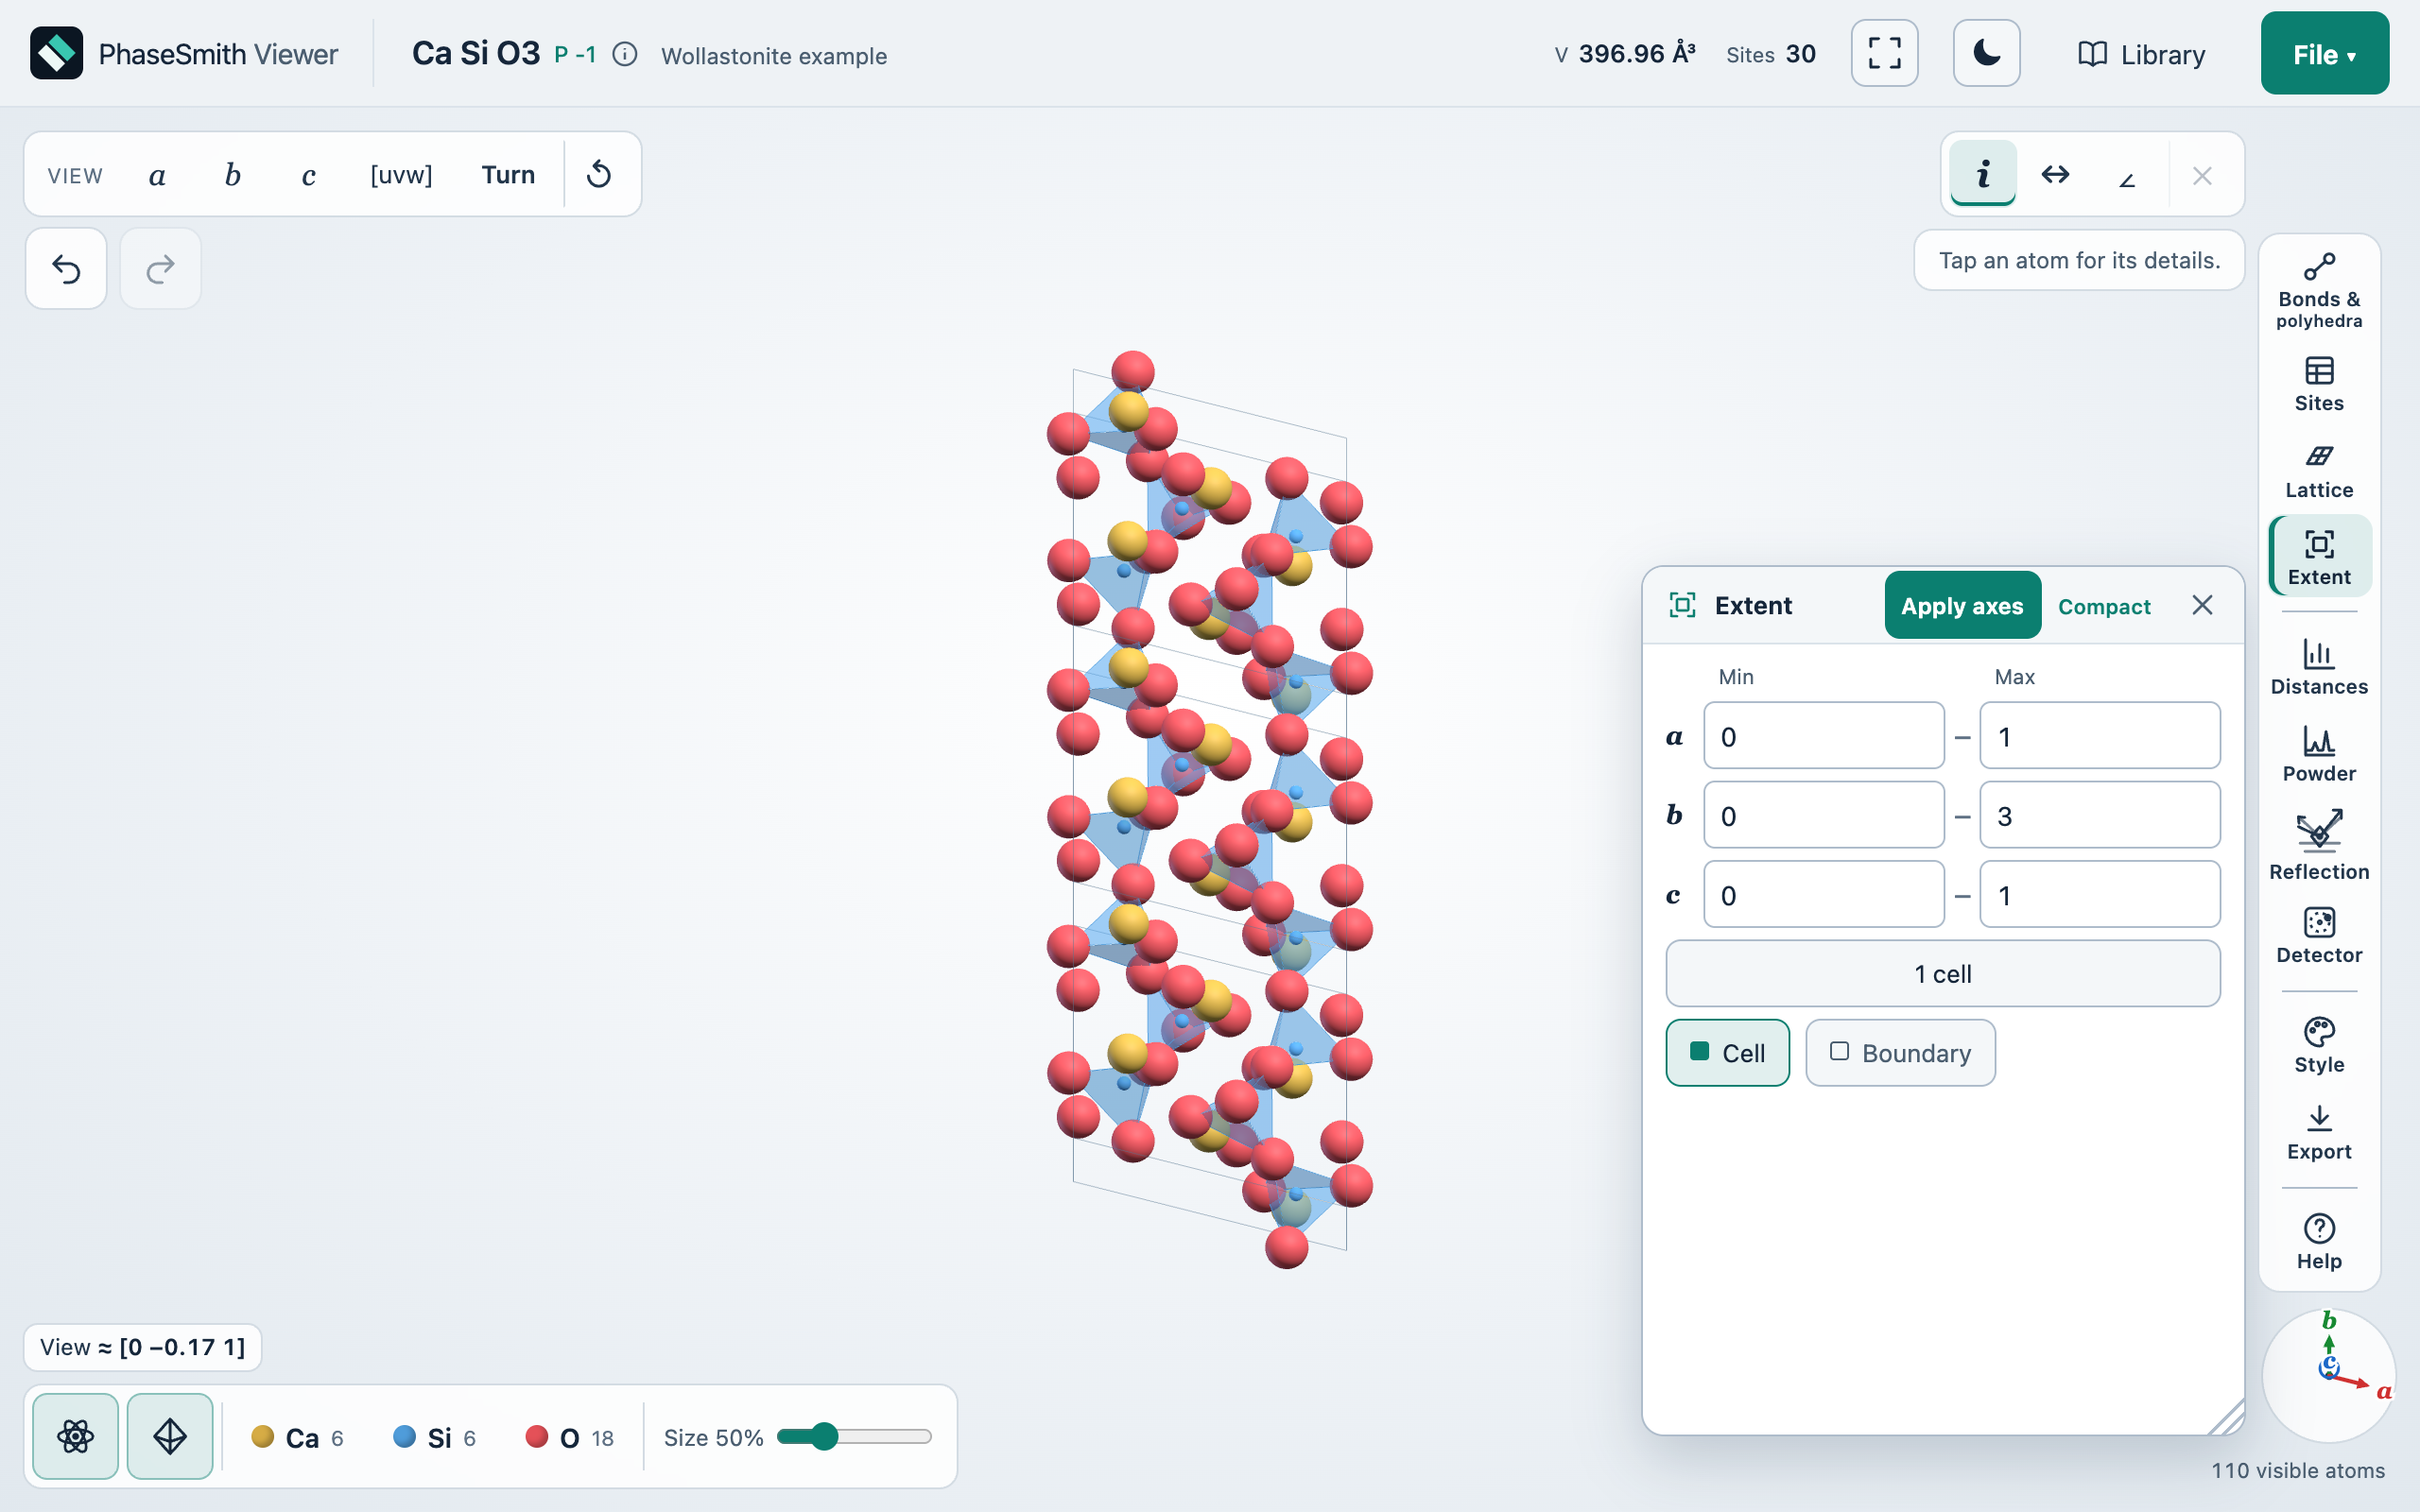 PhaseSmith Viewer
Ca Si O3 P -1 i Wollastonite example
V 396.96 Å³ Sites 30
Library
File ▾
VIEW a b c [uvw] Turn
i
Tap an atom for its details.
Bonds &
polyhedra
Sites
Lattice
Extent
Distances
Powder
Reflection
Detector
Style
Export
Help
Extent Apply axes Compact
Min Max
a 0 – 1
b 0 – 3
c 0 – 1
1 cell
Cell Boundary
View ≈ [0 −0.17 1]
Ca 6 Si 6 O 18 Size 50%
b
c
a
110 visible atoms